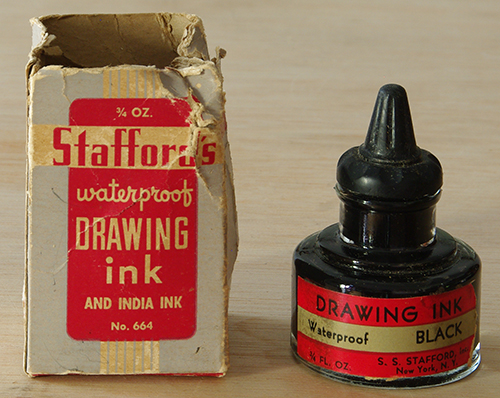 ¾ OZ.
Stafford's
waterproof
DRAWING
ink
AND INDIA INK
No. 664
DRAWING INK
Waterproof BLACK
¾ FL. OZ. S. S. STAFFORD,
New York, N. Y.